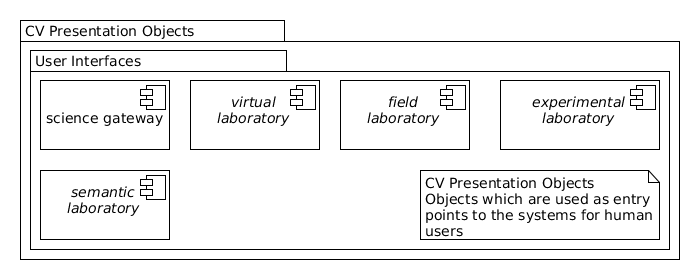 CV Presentation Objects
User Interfaces
science gateway
virtual
laboratory
field
laboratory
experimental
laboratory
semantic
laboratory
CV Presentation Objects
Objects which are used as entry
points to the systems for human
users